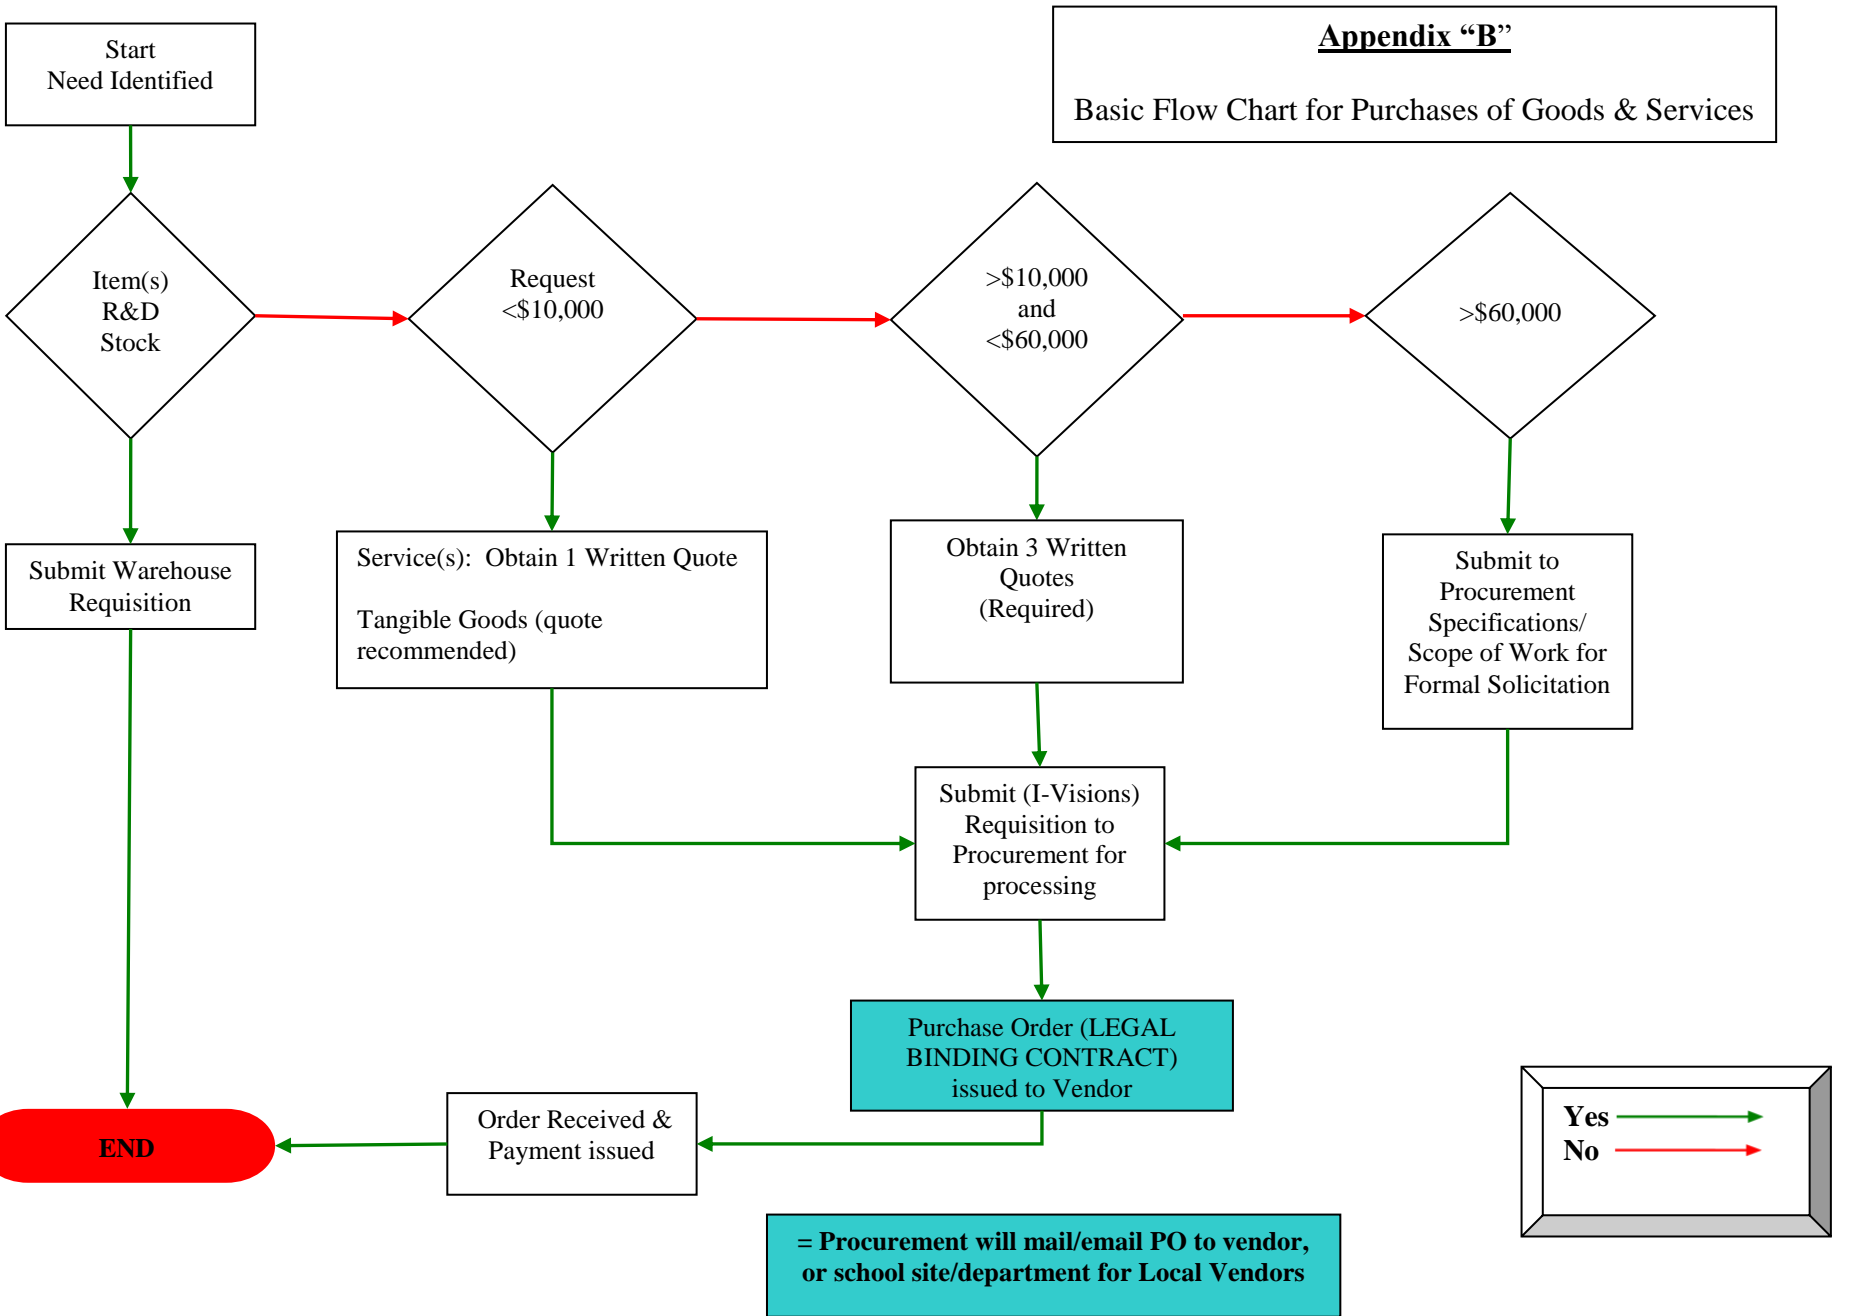 Start
Need Identified
Appendix “B”
Basic Flow Chart for Purchases of Goods & Services
Item(s)
R&D
Stock
Request
<$10,000
>$10,000
and
<$60,000
>$60,000
Submit Warehouse
Requisition
Service(s):  Obtain 1 Written Quote
Tangible Goods (quote
recommended)
Obtain 3 Written
Quotes
(Required)
Submit to
Procurement
Specifications/
Scope of Work for
Formal Solicitation
Submit (I-Visions)
Requisition to
Procurement for
processing
Purchase Order (LEGAL
BINDING CONTRACT)
issued to Vendor
Order Received &
Payment issued
END
Yes
No
= Procurement will mail/email PO to vendor,
or school site/department for Local Vendors